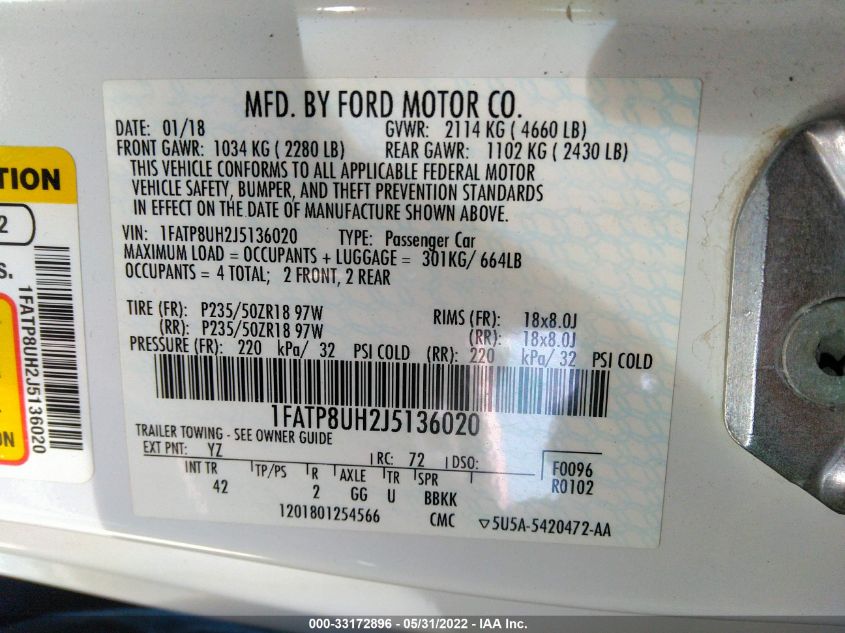 MFD. BY FORD MOTOR CO.
DATE: 01/18 GVWR: 2114 KG ( 4660 LB)
FRONT GAWR: 1034 KG ( 2280 LB) REAR GAWR: 1102 KG ( 2430 LB)
THIS VEHICLE CONFORMS TO ALL APPLICABLE FEDERAL MOTOR
VEHICLE SAFETY, BUMPER, AND THEFT PREVENTION STANDARDS
IN EFFECT ON THE DATE OF MANUFACTURE SHOWN ABOVE.
VIN: 1FATP8UH2J5136020 TYPE: Passenger Car
MAXIMUM LOAD = OCCUPANTS + LUGGAGE = 301KG/ 664LB
OCCUPANTS = 4 TOTAL; 2 FRONT, 2 REAR
TIRE (FR): P235/50ZR18 97W RIMS (FR): 18x8.0J
(RR): P235/50ZR18 97W (RR): 18x8.0J
PRESSURE (FR): 220 kPa/ 32 PSI COLD (RR): 220 kPa/ 32 PSI COLD
1FATP8UH2J5136020
TRAILER TOWING - SEE OWNER GUIDE
EXT PNT: YZ RC: 72 DSO: F0096
INT TR TP/PS R AXLE TR SPR R0102
42 2 GG U BBKK
1201801254566 CMC ▽5U5A-5420472-AA
TION
2
S.
1FATP8UH2J5136020
ON
000-33172896 - 05/31/2022 - IAA Inc.